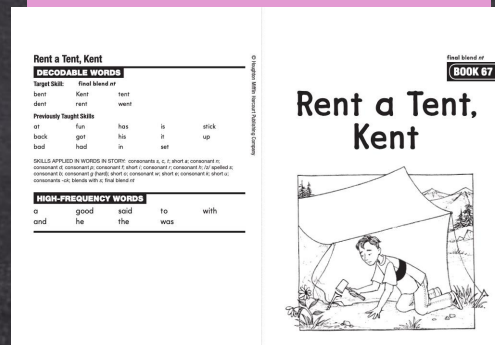 Rent a Tent, Kent
DECODABLE WORDS
Target Skill: final blend nt
bent Kent tent
dent rent went
Previously Taught Skills
at fun has is stick
back got his it up
bad had in set
SKILLS APPLIED IN WORDS IN STORY: consonants s, c, t; short a; consonant n;
consonant d; consonant p; consonant f; short i; consonant r; consonant h; /z/ spelled s;
consonant b; consonant g (hard); short o; consonant w; short e; consonant k; short u;
consonants -ck; blends with s; final blend nt
HIGH-FREQUENCY WORDS
a good said to with
and he the was
© Houghton Mifflin Harcourt Publishing Company
final blend nt
BOOK 67
Rent a Tent,
Kent